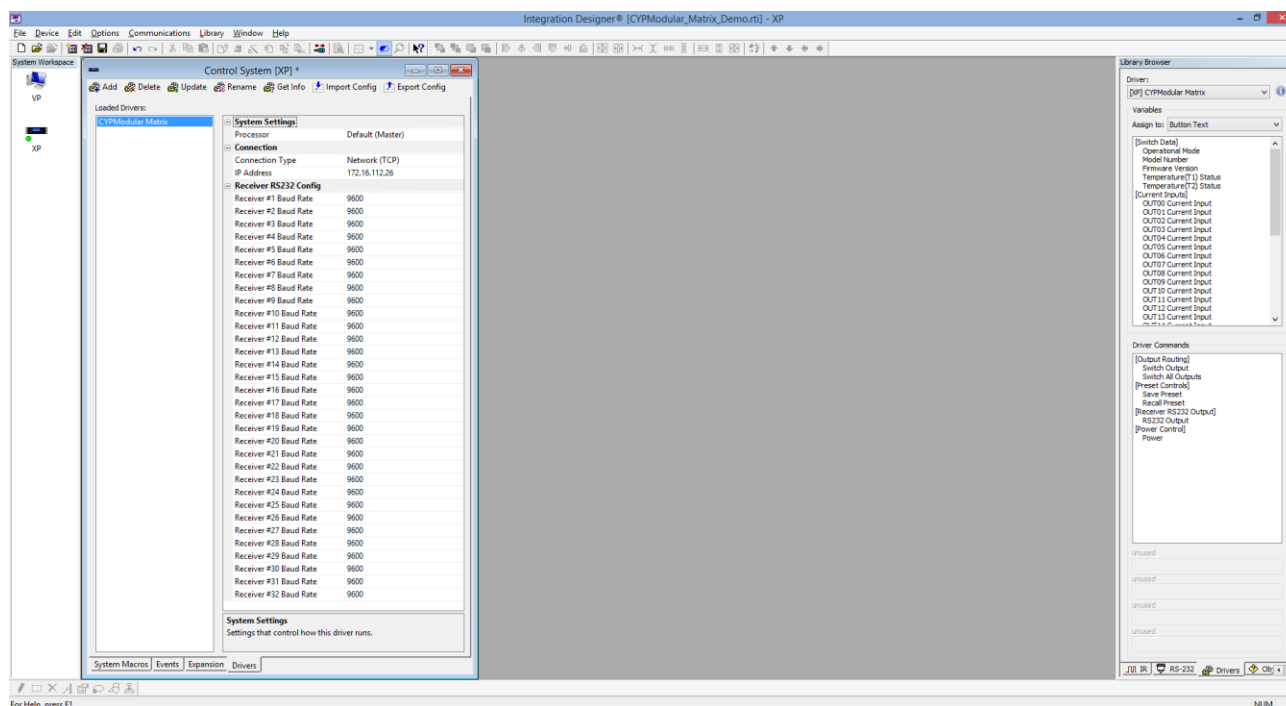 Integration Designer® [CYPModular_Matrix_Demo.rti] - XP
File Device Edit Options Communications Library Window Help
System Workspace
VP
XP
Control System [XP] *
Add Delete Update Rename Get Info Import Config Export Config
Loaded Drivers:
CYPModular Matrix
System Settings
Processor Default (Master)
Connection
Connection Type Network (TCP)
IP Address 172.16.112.26
Receiver RS232 Config
Receiver #1 Baud Rate 9600
Receiver #2 Baud Rate 9600
Receiver #3 Baud Rate 9600
Receiver #4 Baud Rate 9600
Receiver #5 Baud Rate 9600
Receiver #6 Baud Rate 9600
Receiver #7 Baud Rate 9600
Receiver #8 Baud Rate 9600
Receiver #9 Baud Rate 9600
Receiver #10 Baud Rate 9600
Receiver #11 Baud Rate 9600
Receiver #12 Baud Rate 9600
Receiver #13 Baud Rate 9600
Receiver #14 Baud Rate 9600
Receiver #15 Baud Rate 9600
Receiver #16 Baud Rate 9600
Receiver #17 Baud Rate 9600
Receiver #18 Baud Rate 9600
Receiver #19 Baud Rate 9600
Receiver #20 Baud Rate 9600
Receiver #21 Baud Rate 9600
Receiver #22 Baud Rate 9600
Receiver #23 Baud Rate 9600
Receiver #24 Baud Rate 9600
Receiver #25 Baud Rate 9600
Receiver #26 Baud Rate 9600
Receiver #27 Baud Rate 9600
Receiver #28 Baud Rate 9600
Receiver #29 Baud Rate 9600
Receiver #30 Baud Rate 9600
Receiver #31 Baud Rate 9600
Receiver #32 Baud Rate 9600
System Settings
Settings that control how this driver runs.
System Macros Events Expansion Drivers
Library Browser
Driver:
[XP] CYPModular Matrix
Variables
Assign to: Button Text
[Switch Data]
Operational Mode
Model Number
Firmware Version
Temperature(T1) Status
Temperature(T2) Status
[Current Inputs]
OUT00 Current Input
OUT01 Current Input
OUT02 Current Input
OUT03 Current Input
OUT04 Current Input
OUT05 Current Input
OUT06 Current Input
OUT07 Current Input
OUT08 Current Input
OUT09 Current Input
OUT10 Current Input
OUT11 Current Input
OUT12 Current Input
OUT13 Current Input
OUT14 Current Input
Driver Commands
[Output Routing]
Switch Output
Switch All Outputs
[Preset Controls]
Save Preset
Recall Preset
[Receiver RS232 Output]
RS232 Output
[Power Control]
Power
unused
unused
unused
unused
IR RS-232 Drivers Obj
For Help, press F1
NUM